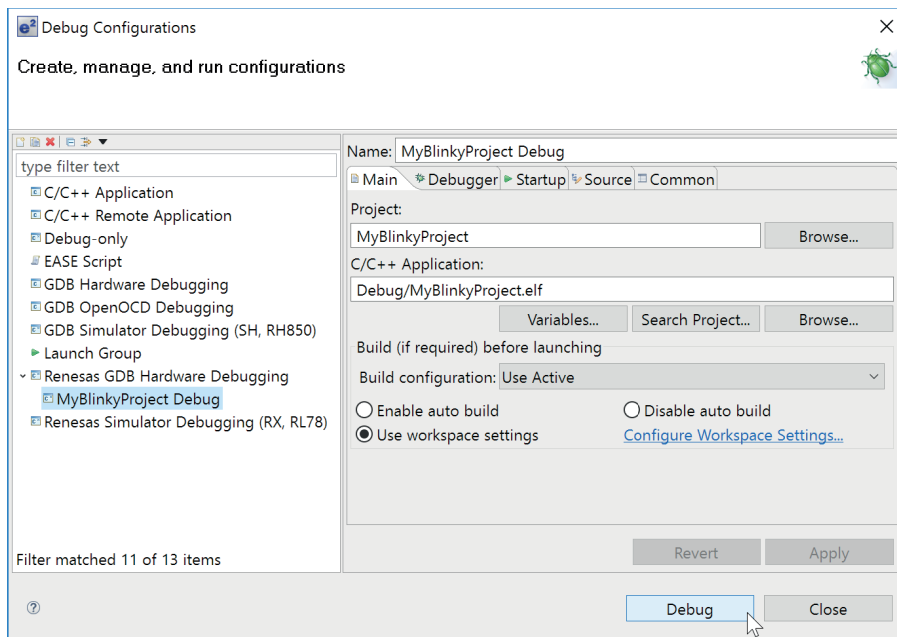 e² Debug Configurations
Create, manage, and run configurations
type filter text
C/C++ Application
C/C++ Remote Application
Debug-only
EASE Script
GDB Hardware Debugging
GDB OpenOCD Debugging
GDB Simulator Debugging (SH, RH850)
Launch Group
Renesas GDB Hardware Debugging
MyBlinkyProject Debug
Renesas Simulator Debugging (RX, RL78)
Filter matched 11 of 13 items
Name: MyBlinkyProject Debug
Main Debugger Startup Source Common
Project:
MyBlinkyProject Browse...
C/C++ Application:
Debug/MyBlinkyProject.elf
Variables... Search Project... Browse...
Build (if required) before launching
Build configuration: Use Active
Enable auto build Disable auto build
Use workspace settings Configure Workspace Settings...
Revert Apply
? Debug Close